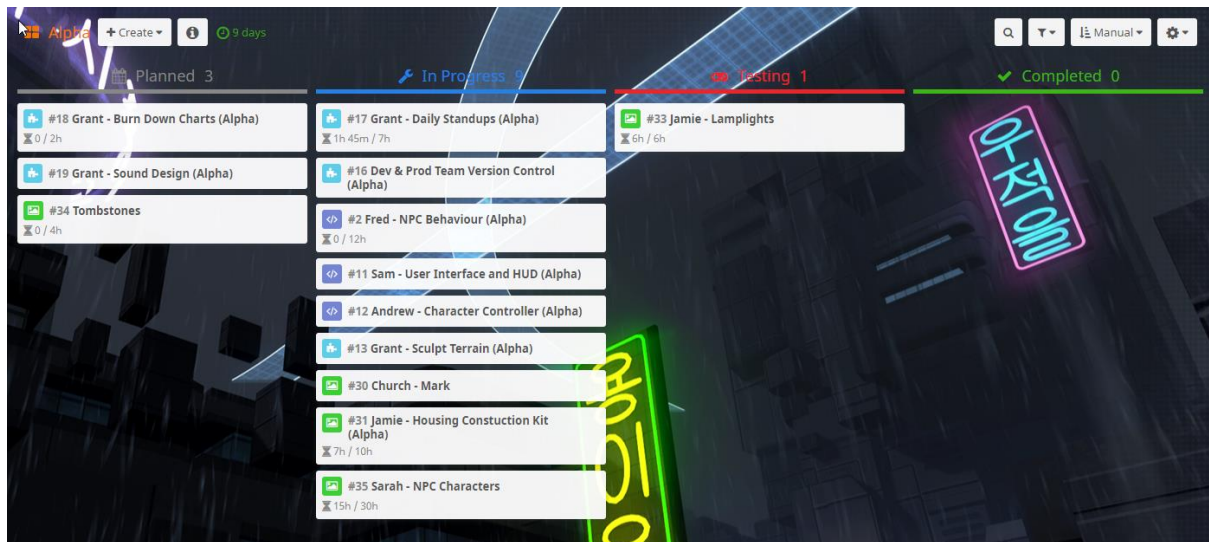 Alpha
Create
9 days
Manual
Planned 3
In Progress 9
Testing 1
Completed 0
#18 Grant - Burn Down Charts (Alpha)
0 / 2h
#19 Grant - Sound Design (Alpha)
#34 Tombstones
0 / 4h
#17 Grant - Daily Standups (Alpha)
1h 45m / 7h
#16 Dev & Prod Team Version Control
(Alpha)
#2 Fred - NPC Behaviour (Alpha)
0 / 12h
#11 Sam - User Interface and HUD (Alpha)
#12 Andrew - Character Controller (Alpha)
#13 Grant - Sculpt Terrain (Alpha)
#30 Church - Mark
#31 Jamie - Housing Constuction Kit
(Alpha)
7h / 10h
#35 Sarah - NPC Characters
15h / 30h
#33 Jamie - Lamplights
6h / 6h
우적을